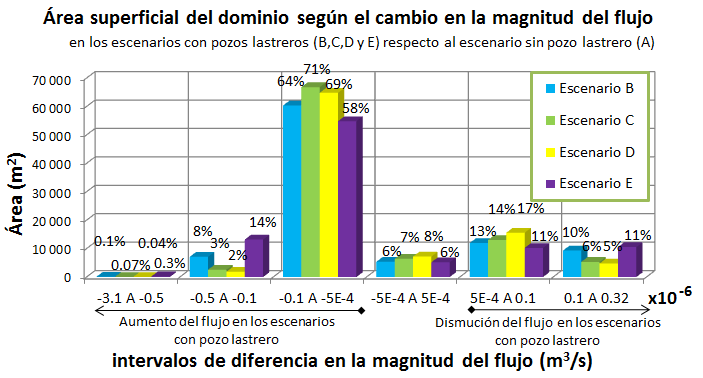 Área superficial del dominio según el cambio en la magnitud del flujo
en los escenarios con pozos lastreros (B,C,D y E) respecto al escenario sin pozo lastrero (A)
Área (m²)
70 000
60 000
50 000
40 000
30 000
20 000
10 000
0
0.1%
0.07%
0.04%
0.3%
8%
3%
2%
14%
64%
71%
69%
58%
6%
7%
8%
6%
13%
14%
17%
11%
10%
6%
5%
11%
Escenario B
Escenario C
Escenario D
Escenario E
-3.1 A -0.5
-0.5 A -0.1
-0.1 A -5E-4
-5E-4 A 5E-4
5E-4 A 0.1
0.1 A 0.32
x10⁻⁶
Aumento del flujo en los escenarios
con pozo lastrero
Dismución del flujo en los escenarios
con pozo lastrero
intervalos de diferencia en la magnitud del flujo (m³/s)